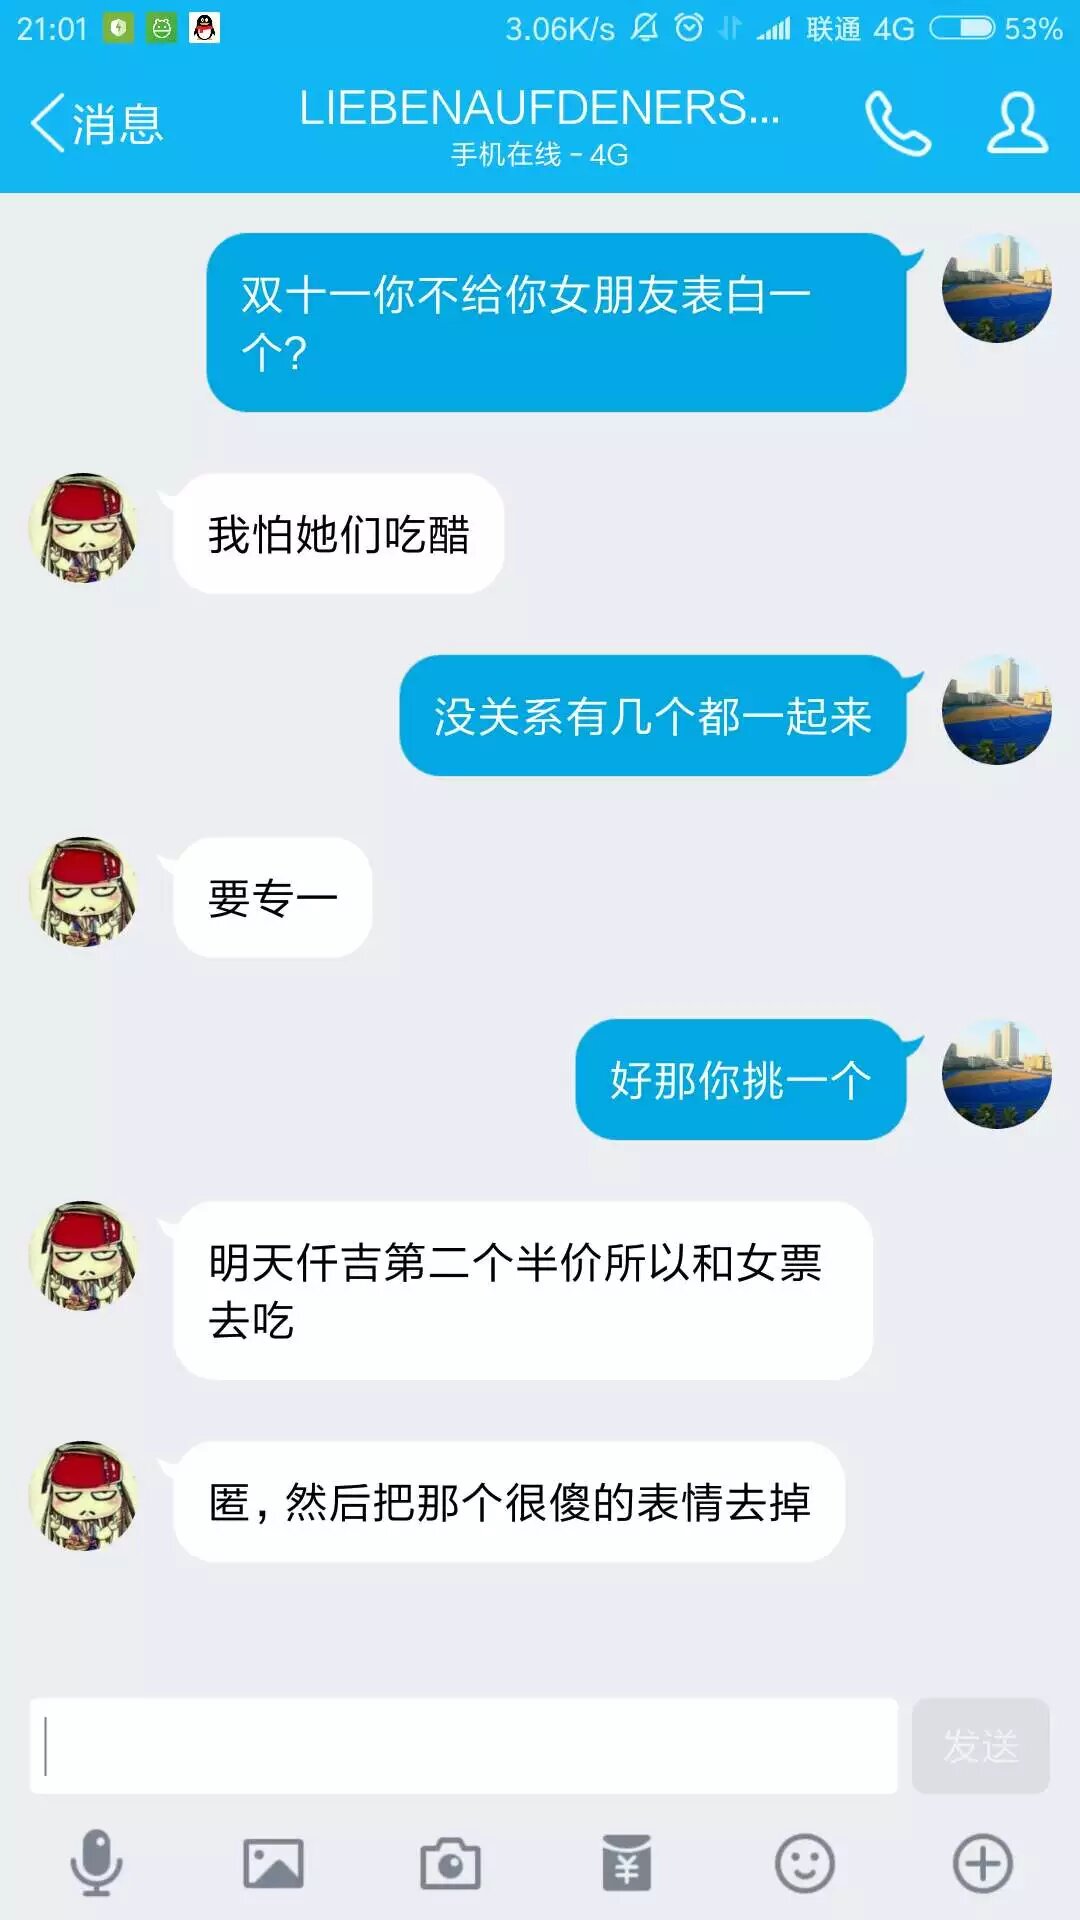 21:01 3.06K/s 联通 4G 53%
消息
LIEBENAUFDENERS...
手机在线 - 4G
双十一你不给你女朋友表白一
个?
我怕她们吃醋
没关系有几个都一起来
要专一
好那你挑一个
明天仟吉第二个半价所以和女票
去吃
匿, 然后把那个很傻的表情去掉
发送